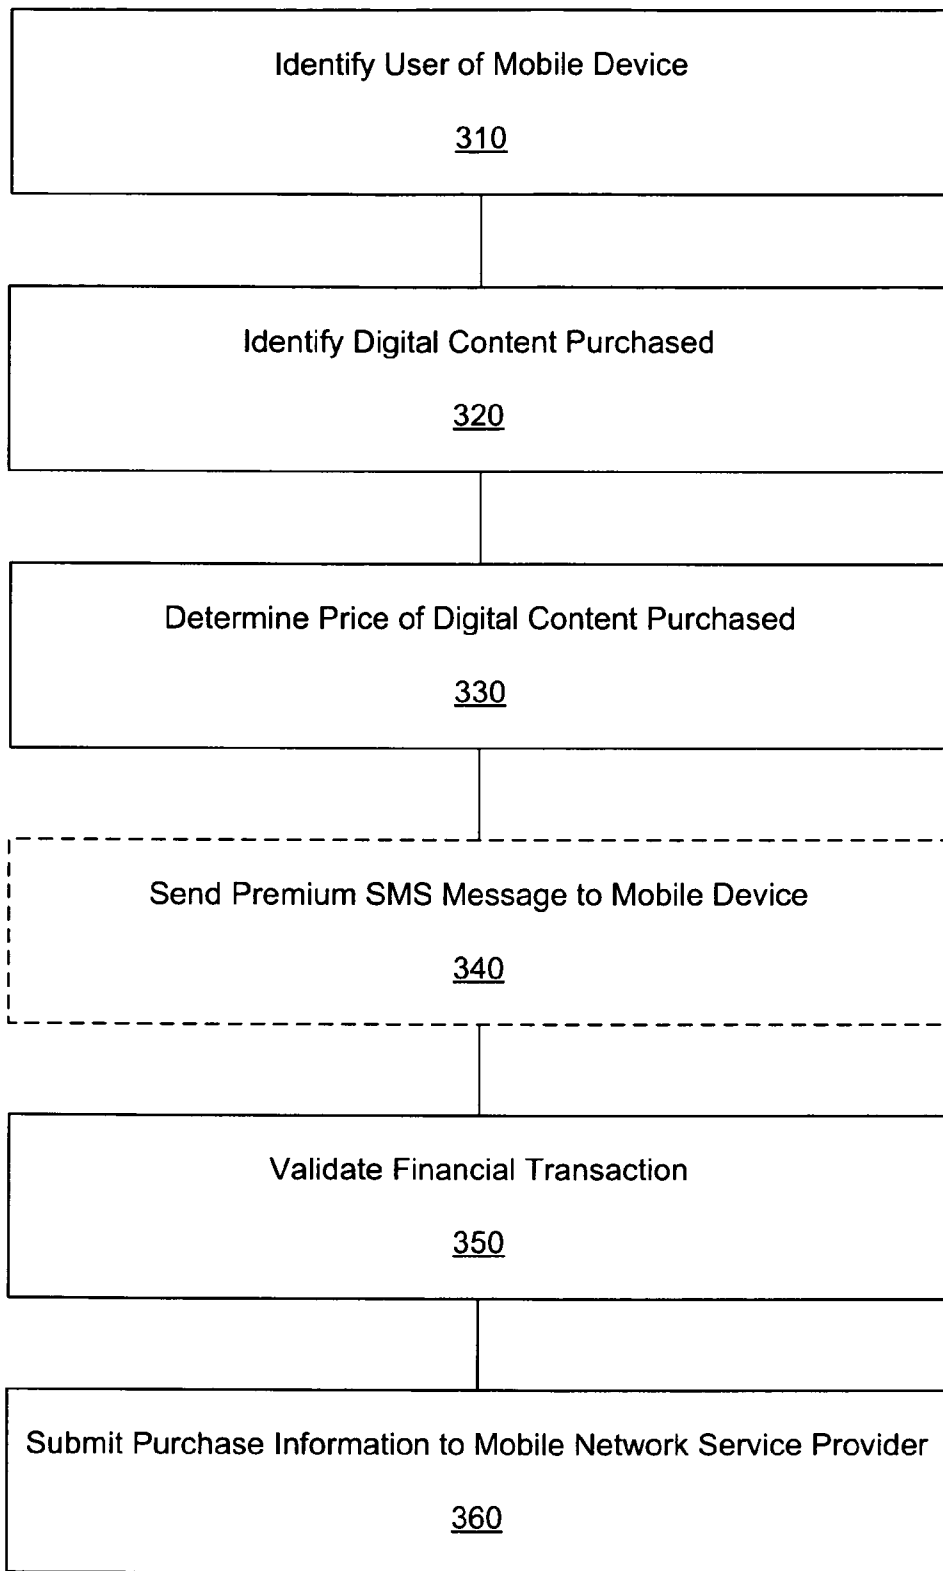 Identify User of Mobile Device
310
Identify Digital Content Purchased
320
Determine Price of Digital Content Purchased
330
Send Premium SMS Message to Mobile Device
340
Validate Financial Transaction
350
Submit Purchase Information to Mobile Network Service Provider
360